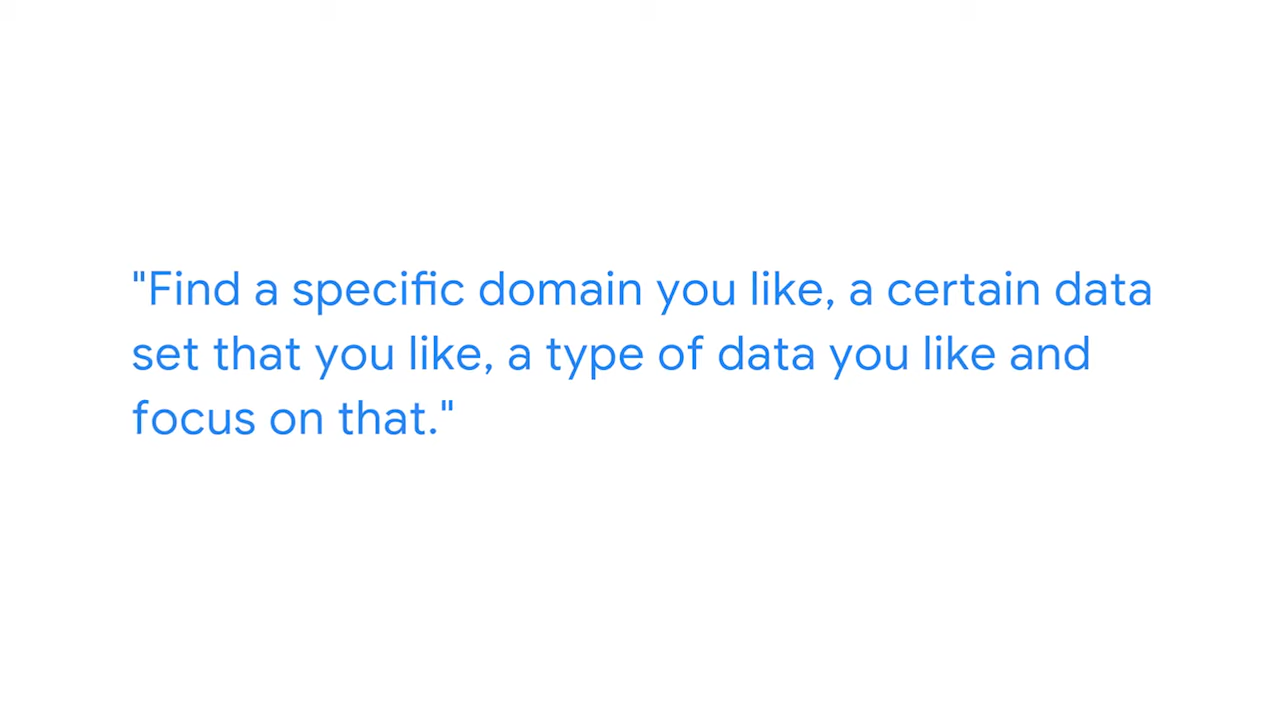 "Find a specific domain you like, a certain data
set that you like, a type of data you like and
focus on that."